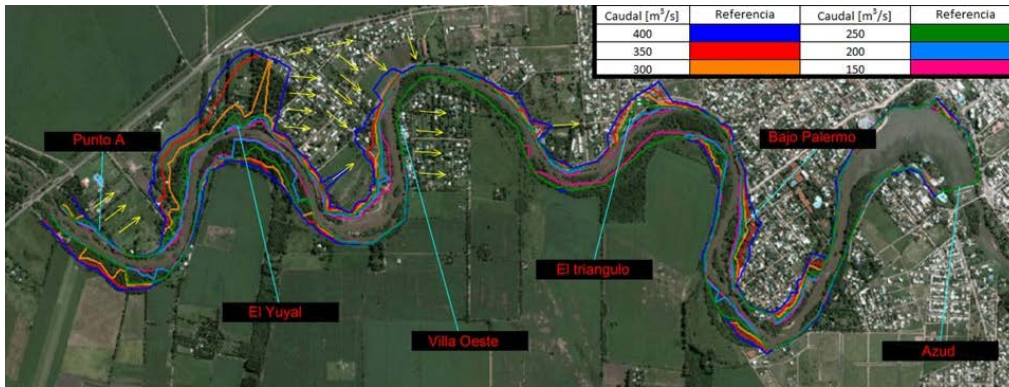 Caudal [m³/s] Referencia Caudal [m³/s] Referencia
400 250
350 200
300 150
Punto A
Bajo Palermo
El triangulo
El Yuyal
Villa Oeste
Azud